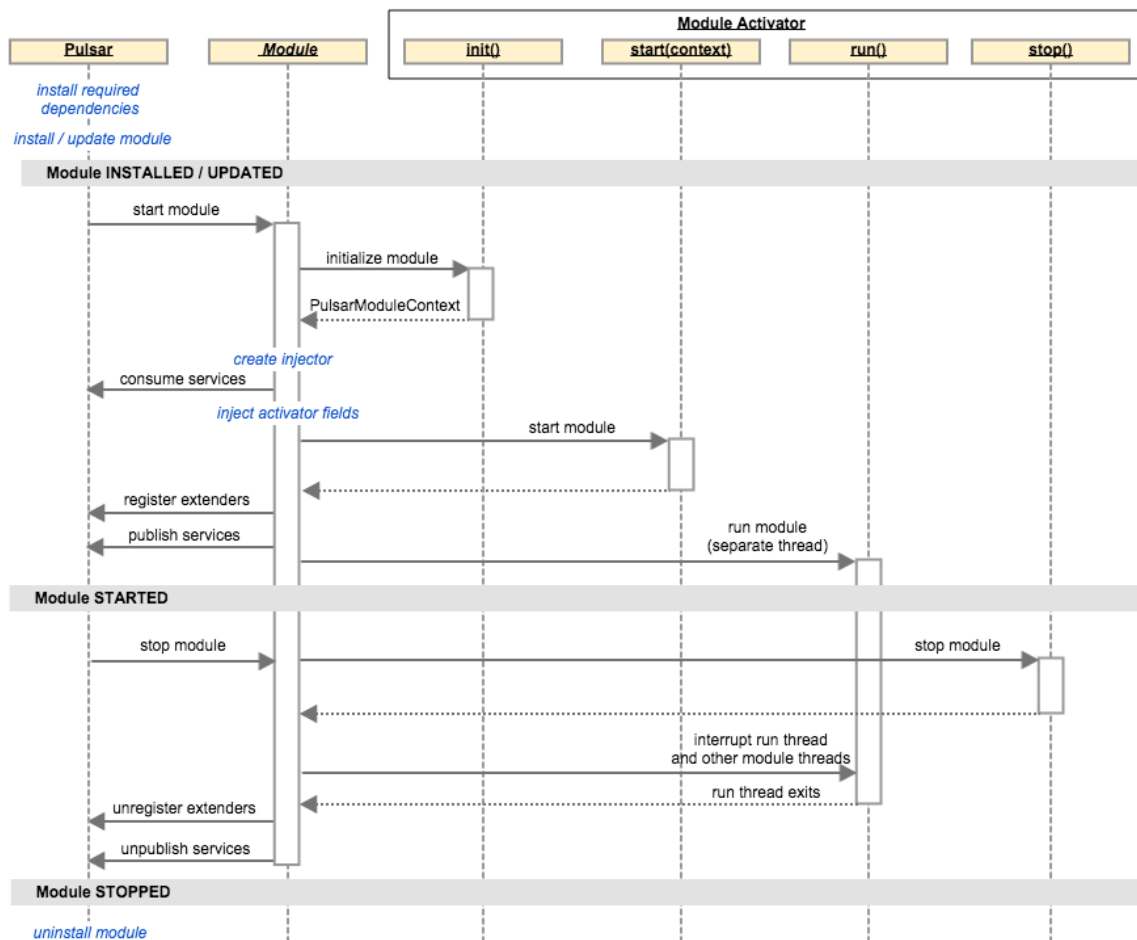 Module Activator
Pulsar
Module
init()
start(context)
run()
stop()
install required
dependencies
install / update module
Module INSTALLED / UPDATED
start module
initialize module
PulsarModuleContext
create injector
consume services
inject activator fields
start module
register extenders
publish services
run module
(separate thread)
Module STARTED
stop module
stop module
interrupt run thread
and other module threads
run thread exits
unregister extenders
unpublish services
Module STOPPED
uninstall module